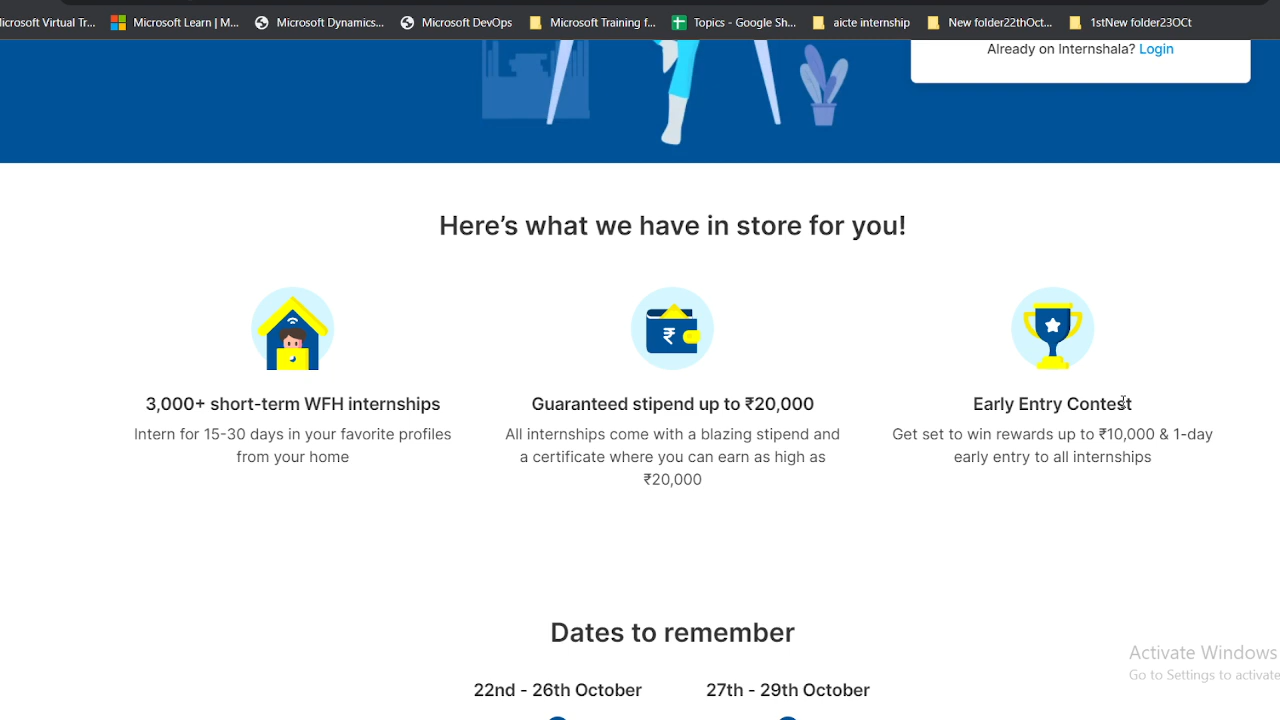 icrosoft Virtual Tr... Microsoft Learn | M... Microsoft Dynamics... Microsoft DevOps Microsoft Training f... Topics - Google Sh... aicte internship New folder22thOct... 1stNew folder23OCt
Already on Internshala? Login
Here's what we have in store for you!
₹
3,000+ short-term WFH internships
Intern for 15-30 days in your favorite profiles
from your home
Guaranteed stipend up to ₹20,000
All internships come with a blazing stipend and
a certificate where you can earn as high as
₹20,000
Early Entry Contest
Get set to win rewards up to ₹10,000 & 1-day
early entry to all internships
Dates to remember
22nd - 26th October 27th - 29th October
Activate Windows
Go to Settings to activate